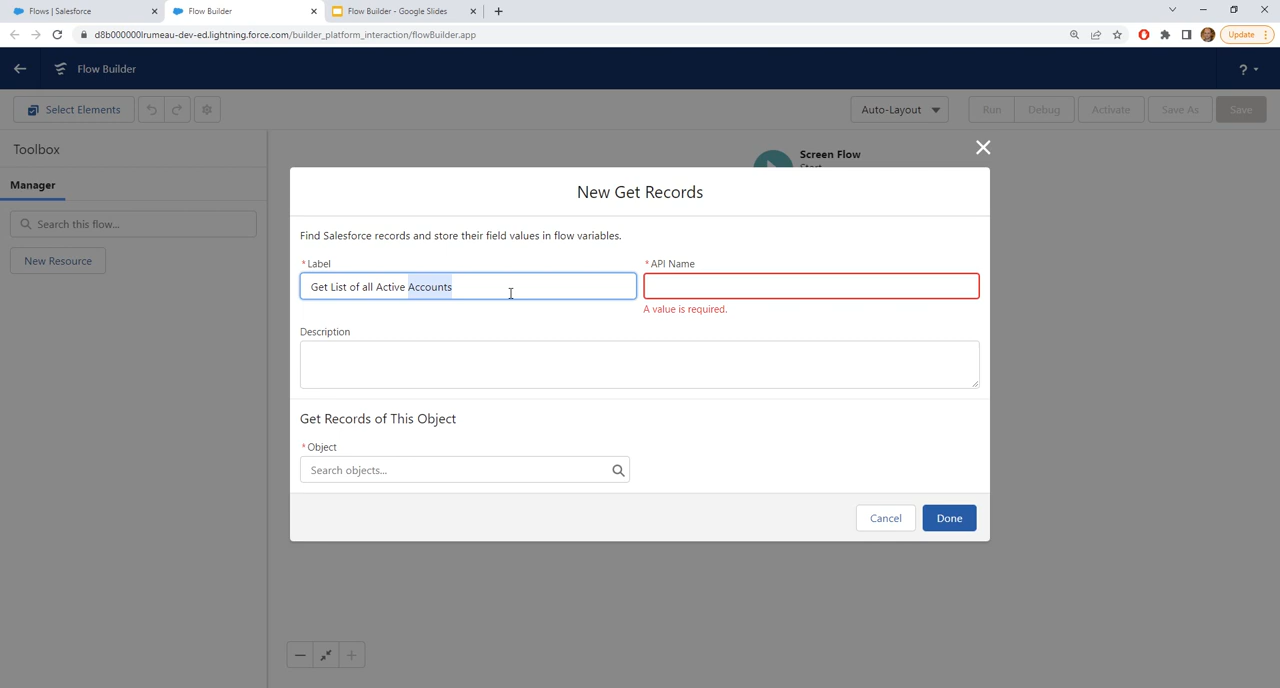 Flows | Salesforce
Flow Builder
Flow Builder - Google Slides
d8b000000lrumeau-dev-ed.lightning.force.com/builder_platform_interaction/flowBuilder.app
Update
Flow Builder
?
Select Elements
Auto-Layout
Run
Debug
Activate
Save As
Save
Toolbox
Manager
Search this flow...
New Resource
Screen Flow
New Get Records
Find Salesforce records and store their field values in flow variables.
* Label
* API Name
Get List of all Active Accounts
A value is required.
Description
Get Records of This Object
* Object
Search objects...
Cancel
Done